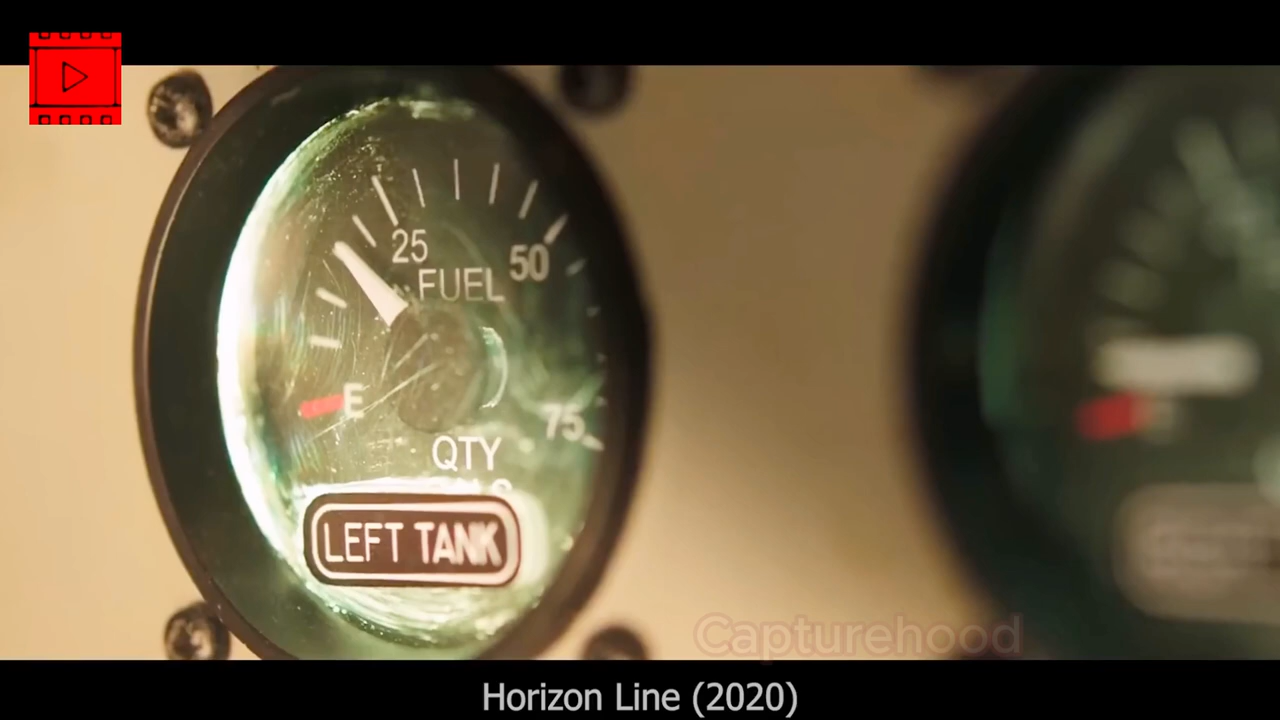 25
50
FUEL
E
75
QTY
LEFT TANK
Capturehood
Horizon Line (2020)